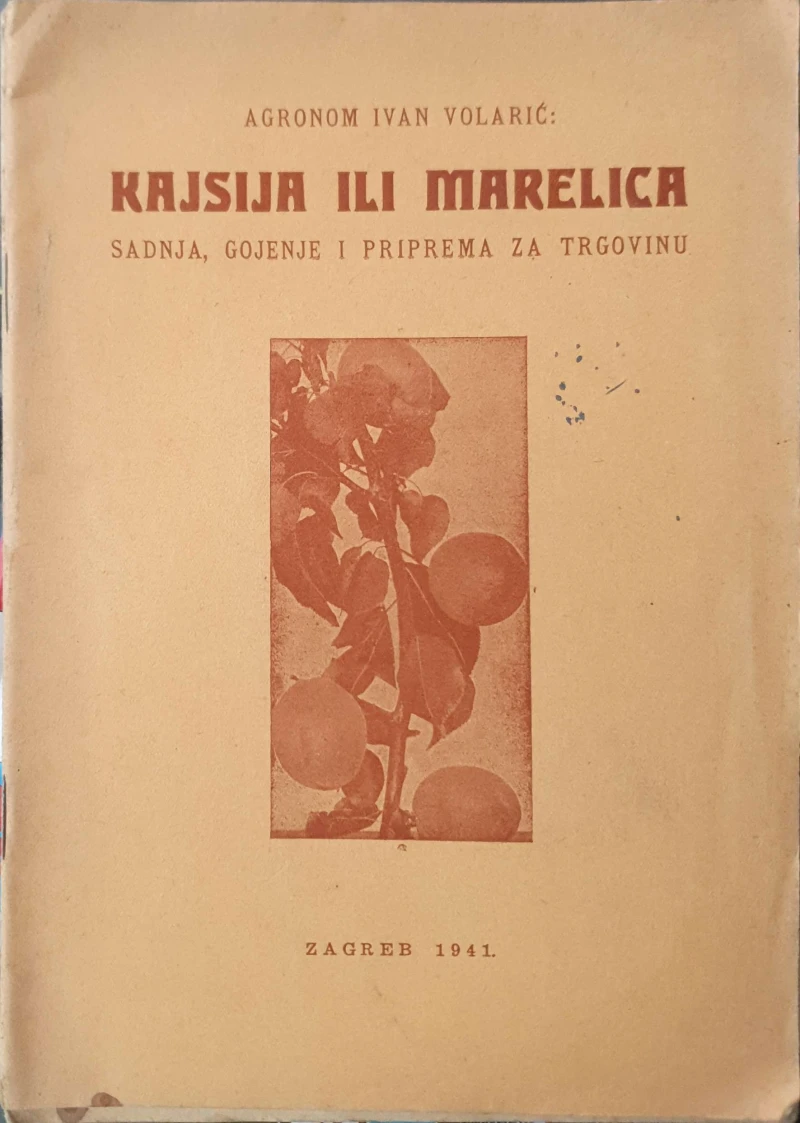 AGRONOM IVAN VOLARIĆ:
KAJSIJA ILI MARELICA
SADNJA, GOJENJE I PRIPREMA ZA TRGOVINU
ZAGREB 1941.